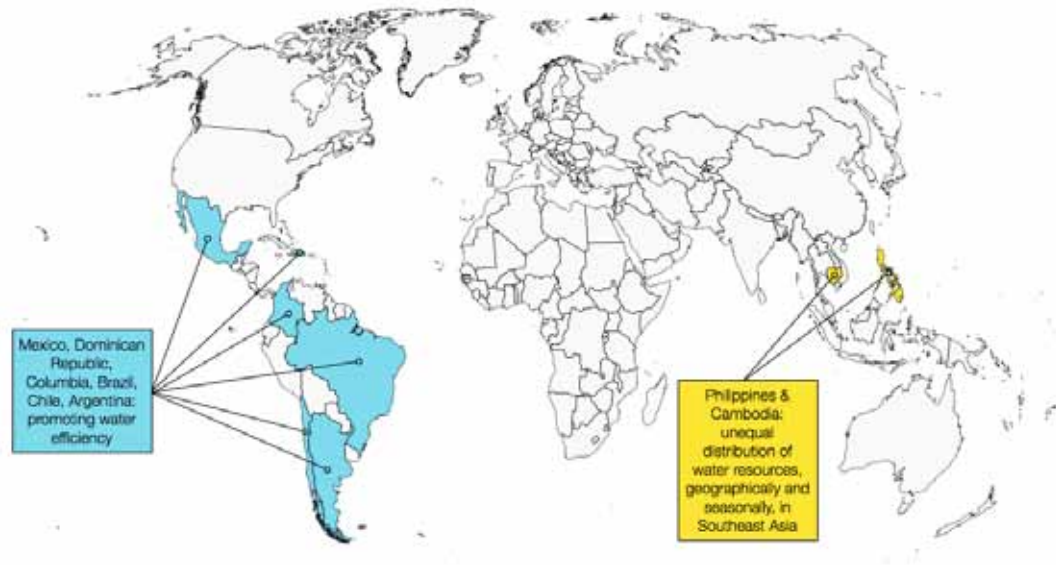 Mexico, Dominican
Republic,
Columbia, Brazil,
Chile, Argentina:
promoting water
efficiency
Philippines &
Cambodia:
unequal
distribution of
water resources,
geographically and
seasonally, in
Southeast Asia